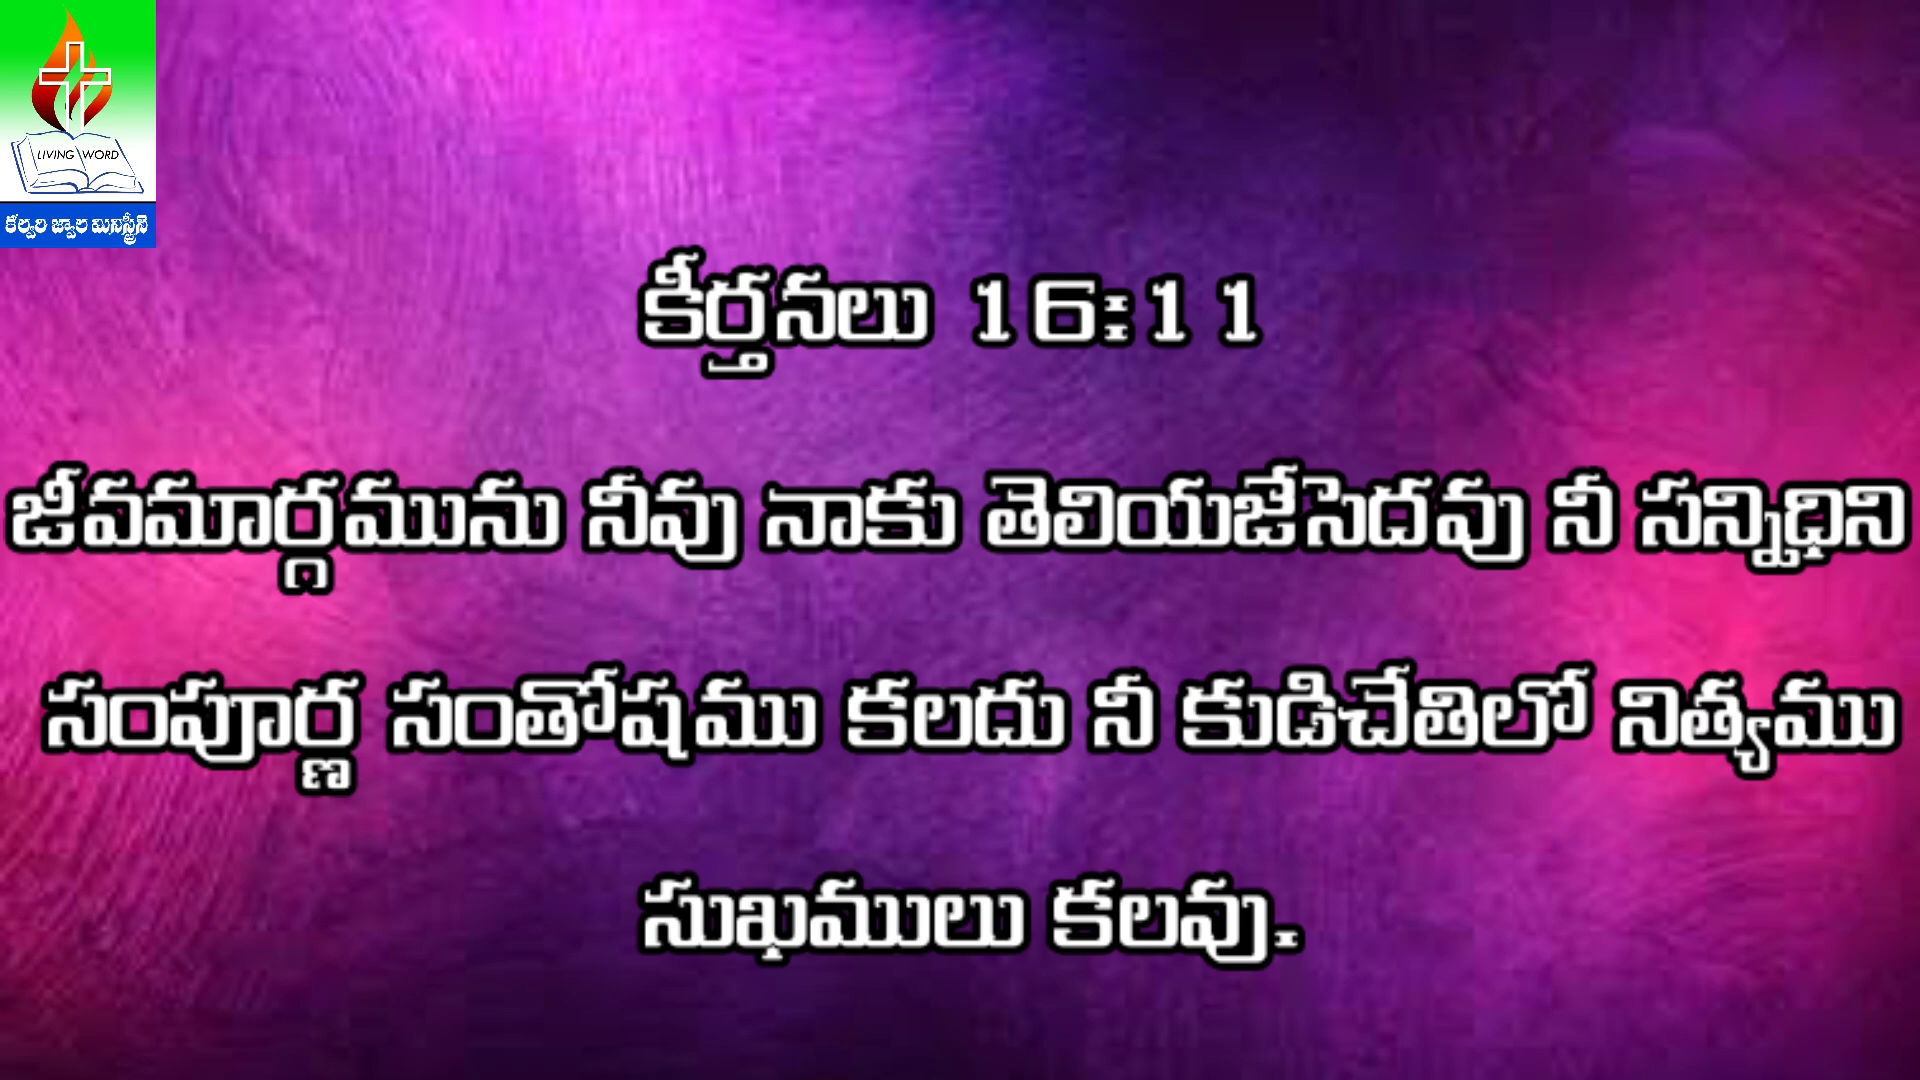 LIVING WORD
కల్వరి జ్వాల మినిస్ట్రీస్
కీర్తనలు 16:11
జీవమార్గమును నీవు నాకు తెలియజేసెదవు నీ సన్నిధిని
సంపూర్ణ సంతోషము కలదు నీ కుడిచేతిలో నిత్యము
సుఖములు కలవు.